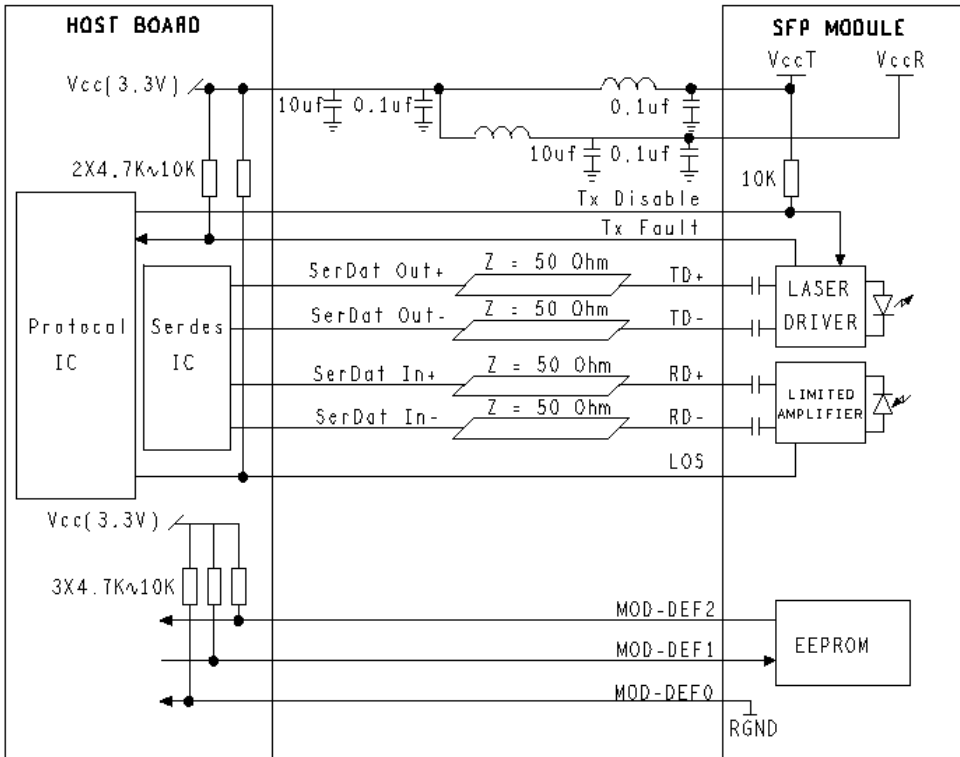 HOST BOARD
SFP MODULE
VccT
VccR
Vcc(3.3V)
10uf
0.1uf
0.1uf
10uf
0.1uf
2X4.7K~10K
10K
Tx Disable
Tx Fault
SerDat Out+
Z = 50 Ohm
TD+
SerDat Out-
Z = 50 Ohm
TD-
LASER
DRIVER
Protocal
IC
Serdes
IC
SerDat In+
Z = 50 Ohm
RD+
SerDat In-
Z = 50 Ohm
RD-
LIMITED
AMPLIFIER
LOS
Vcc(3.3V)
3X4.7K~10K
MOD-DEF2
MOD-DEF1
MOD-DEF0
EEPROM
RGND